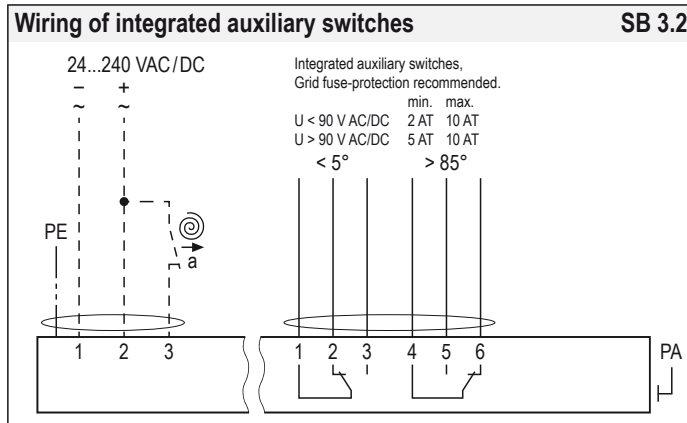 Wiring of integrated auxiliary switches SB 3.2
24...240 VAC/DC
– +
~ ~
Integrated auxiliary switches,
Grid fuse-protection recommended.
min. max.
U < 90 V AC/DC 2 AT 10 AT
U > 90 V AC/DC 5 AT 10 AT
< 5° > 85°
PE
a
1 2 3 1 2 3 4 5 6 PA